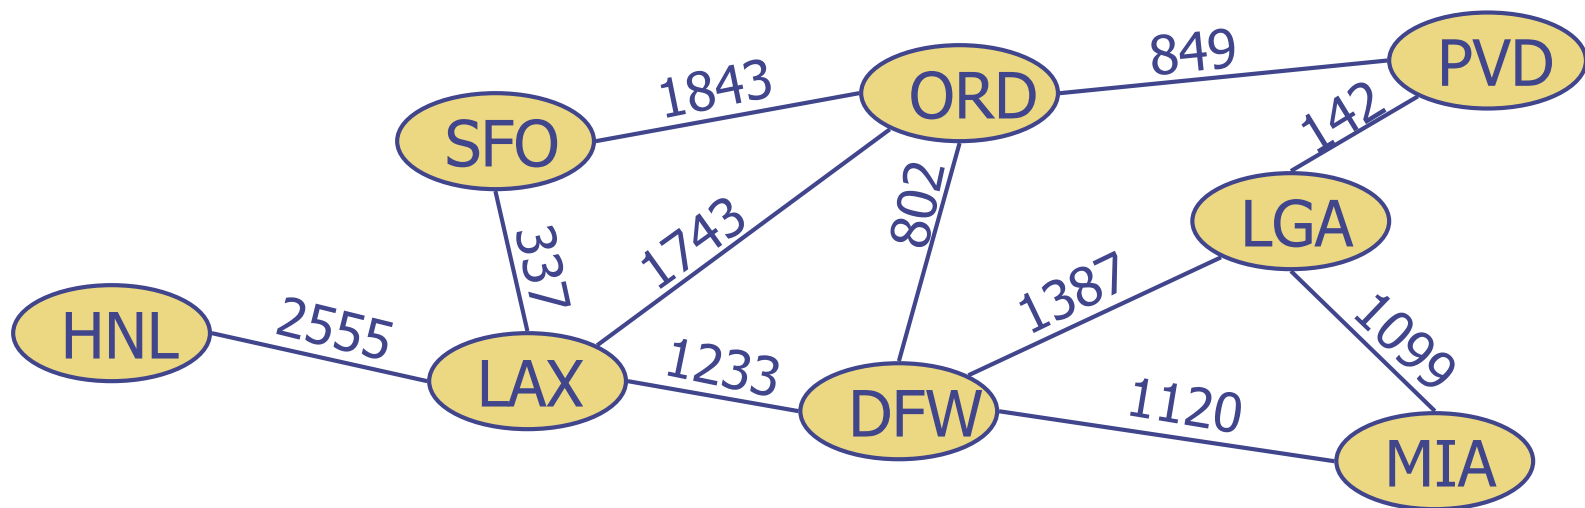 849
PVD
1843
ORD
142
SFO
802
LGA
1743
337
1387
2555
HNL
1233
1099
LAX
DFW
1120
MIA